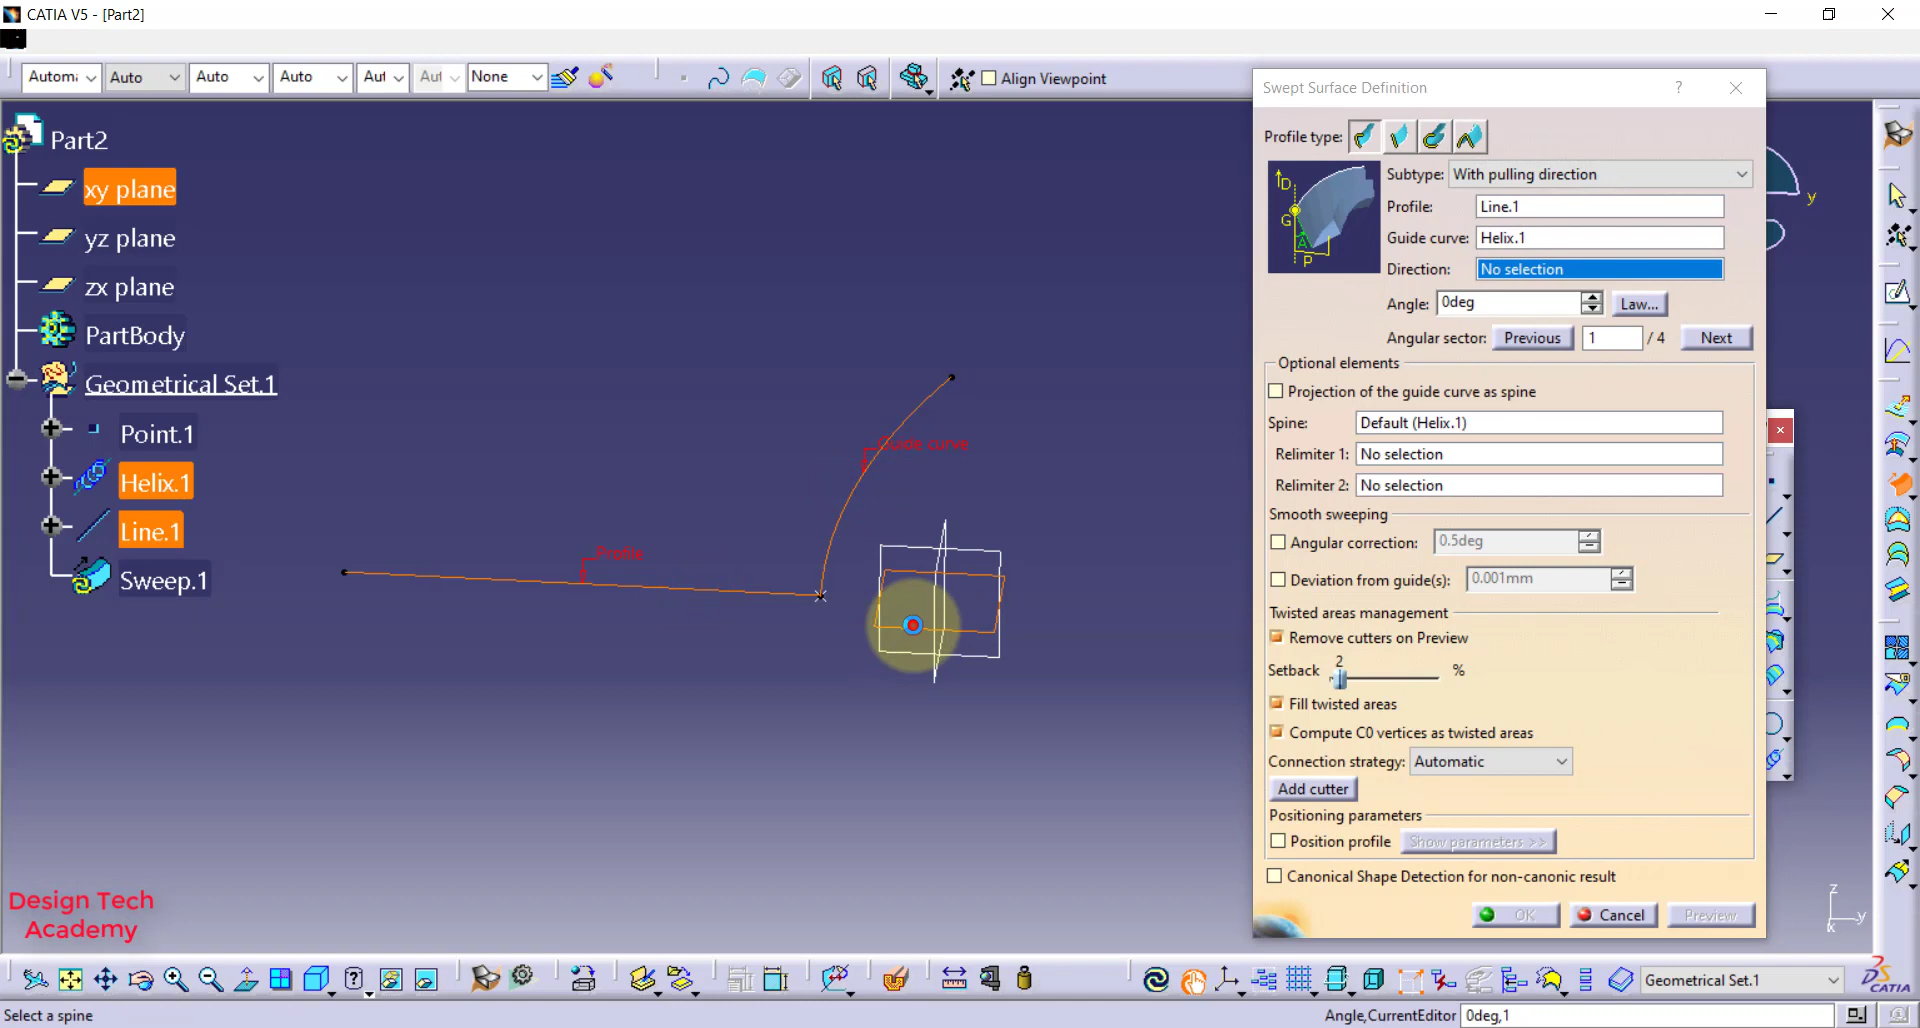 CATIA V5 - [Part2]
Automa Auto Auto Auto Aut Aut None Align Viewpoint
Part2
xy plane
yz plane
zx plane
PartBody
Geometrical Set.1
Point.1
Helix.1
Line.1
Sweep.1
Guide curve
Profile
Design Tech
Academy
Swept Surface Definition ?
Profile type:
Subtype: With pulling direction
Profile: Line.1
Guide curve: Helix.1
Direction: No selection
Angle: 0deg Law...
Angular sector: Previous 1 / 4 Next
Optional elements
Projection of the guide curve as spine
Spine: Default (Helix.1)
Relimiter 1: No selection
Relimiter 2: No selection
Smooth sweeping
Angular correction: 0.5deg
Deviation from guide(s): 0.001mm
Twisted areas management
Remove cutters on Preview
2
Setback %
Fill twisted areas
Compute C0 vertices as twisted areas
Connection strategy: Automatic
Add cutter
Positioning parameters
Position profile Show parameters >>
Canonical Shape Detection for non-canonic result
OK Cancel Preview
D
G
A
P
y
z
y
x
Geometrical Set.1
CATIA
Select a spine
Angle,CurrentEditor 0deg,1